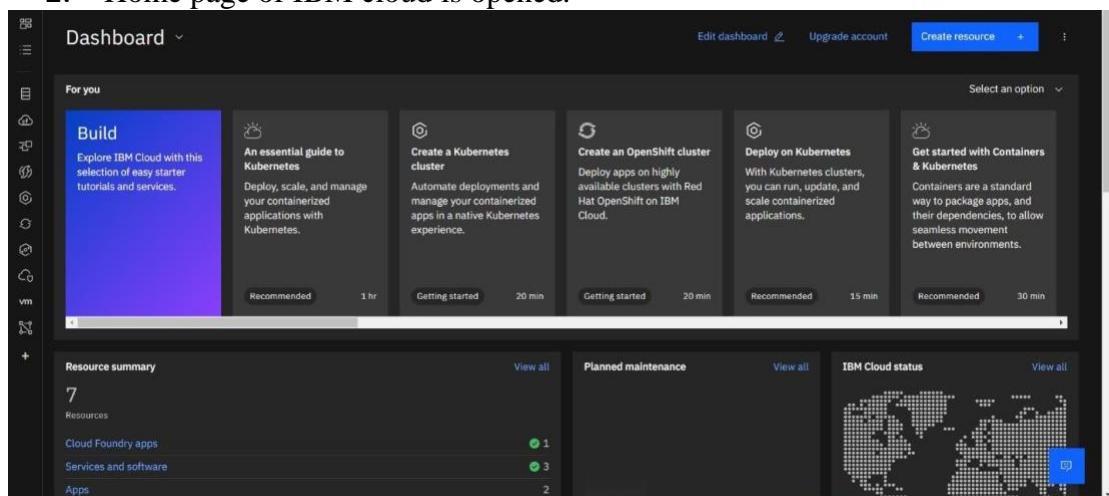 2. Home page of IBM cloud is opened.
Dashboard
Edit dashboard
Upgrade account
Create resource +
For you
Select an option
Build
Explore IBM Cloud with this
selection of easy starter
tutorials and services.
An essential guide to
Kubernetes
Deploy, scale, and manage
your containerized
applications with
Kubernetes.
Recommended 1 hr
Create a Kubernetes
cluster
Automate deployments and
manage your containerized
apps in a native Kubernetes
experience.
Getting started 20 min
Create an OpenShift cluster
Deploy apps on highly
available clusters with Red
Hat OpenShift on IBM
Cloud.
Getting started 20 min
Deploy on Kubernetes
With Kubernetes clusters,
you can run, update, and
scale containerized
applications.
Recommended 15 min
Get started with Containers
& Kubernetes
Containers are a standard
way to package apps, and
their dependencies, to allow
seamless movement
between environments.
Recommended 30 min
vm
Resource summary View all
7
Resources
Cloud Foundry apps 1
Services and software 3
Apps 2
Planned maintenance View all
IBM Cloud status View all